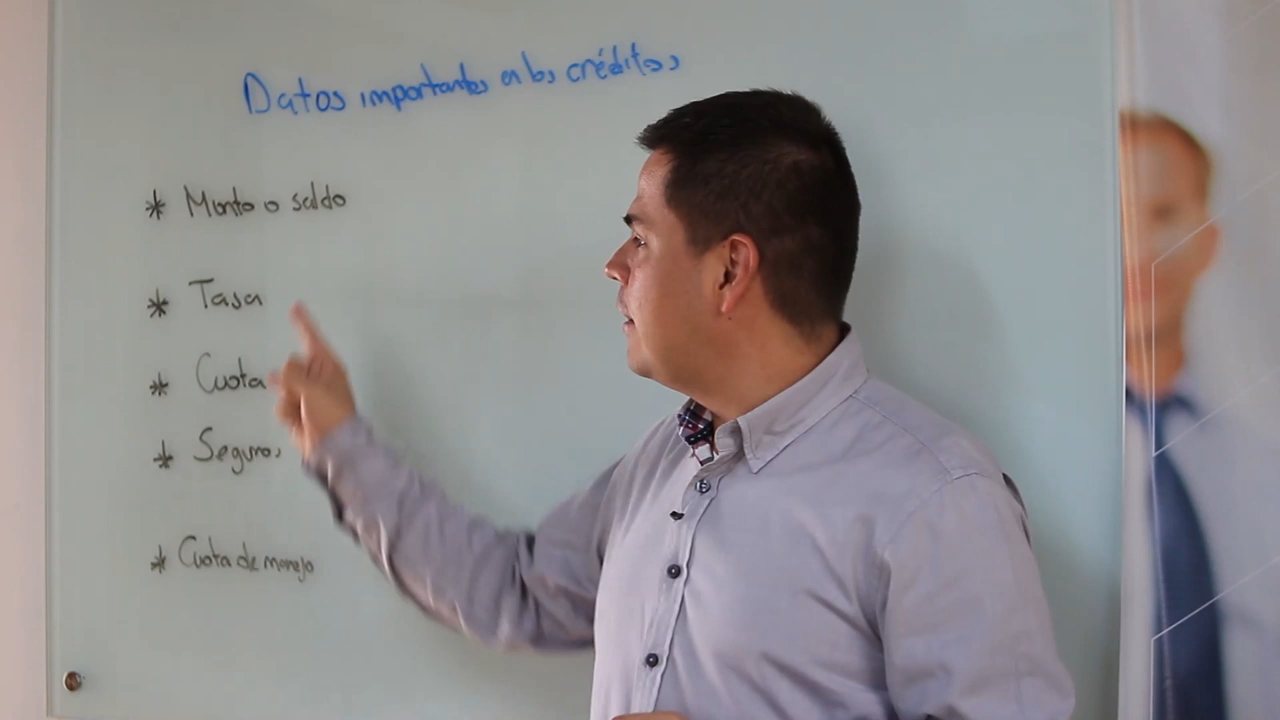 Datos importantes en los créditos
* Monto o saldo
* Tasa
* Cuota
* Seguros
* Cuota de manejo